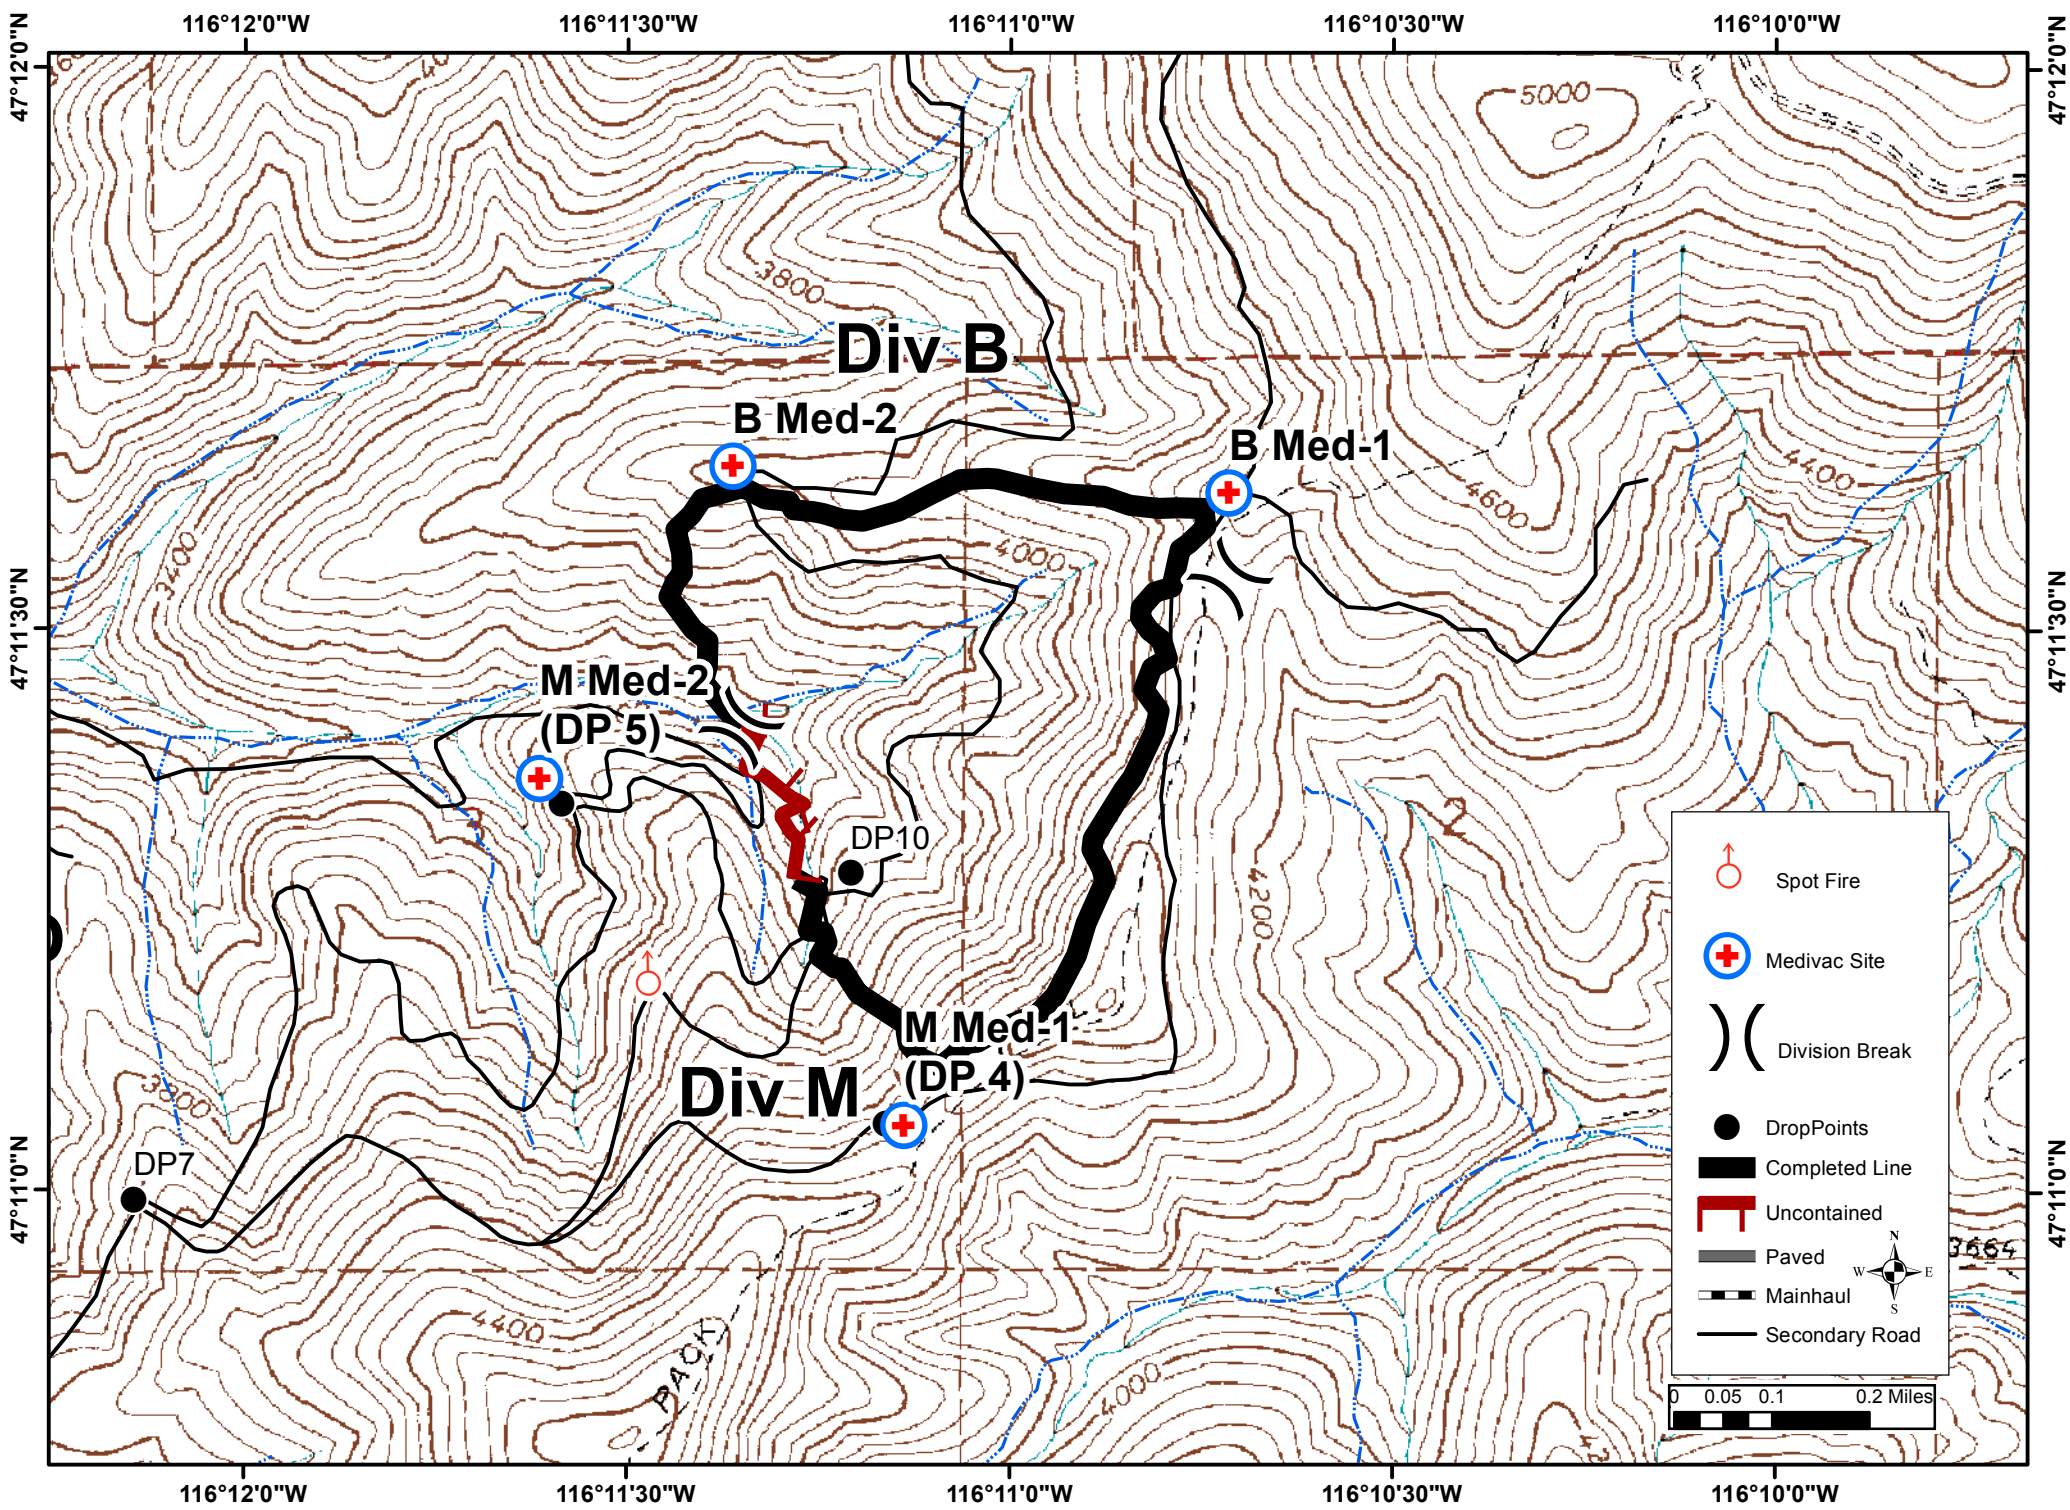 116°12'0"W 116°11'30"W 116°11'0"W 116°10'30"W 116°10'0"W
47°12'0"N
47°12'0"N
5000
3800
Div B
B Med-2
B Med-1
4400
4600
3400
4000
47°11'30"N
47°11'30"N
M Med-2
(DP 5)
DP10
2
4200
Spot Fire
Medivac Site
M Med-1
(DP 4)
Division Break
Div M
3800
DropPoints
DP7
Completed Line
47°11'0"N
47°11'0"N
Uncontained
N
W E
S
3664
Paved
Mainhaul
Secondary Road
4400
PACK
4000
0 0.05 0.1 0.2 Miles
116°12'0"W 116°11'30"W 116°11'0"W 116°10'30"W 116°10'0"W